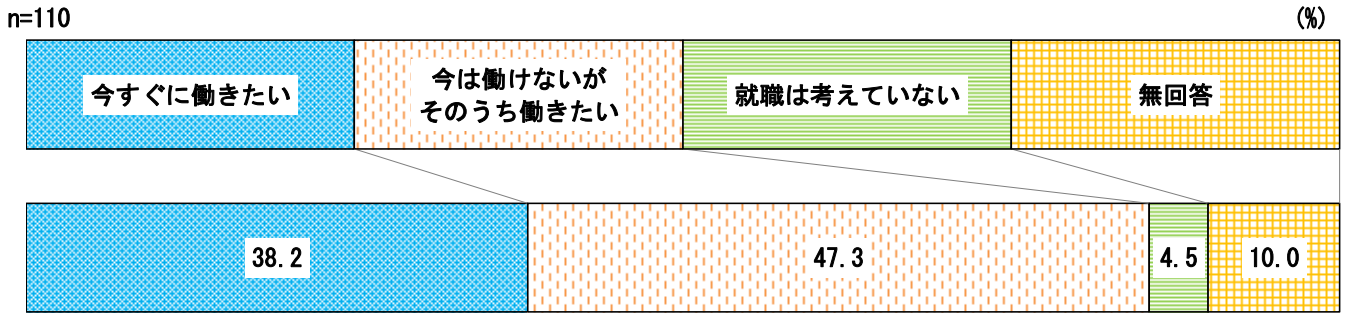 n=110
(%)
今すぐに働きたい
今は働けないが
そのうち働きたい
就職は考えていない
無回答
38.2
47.3
4.5
10.0